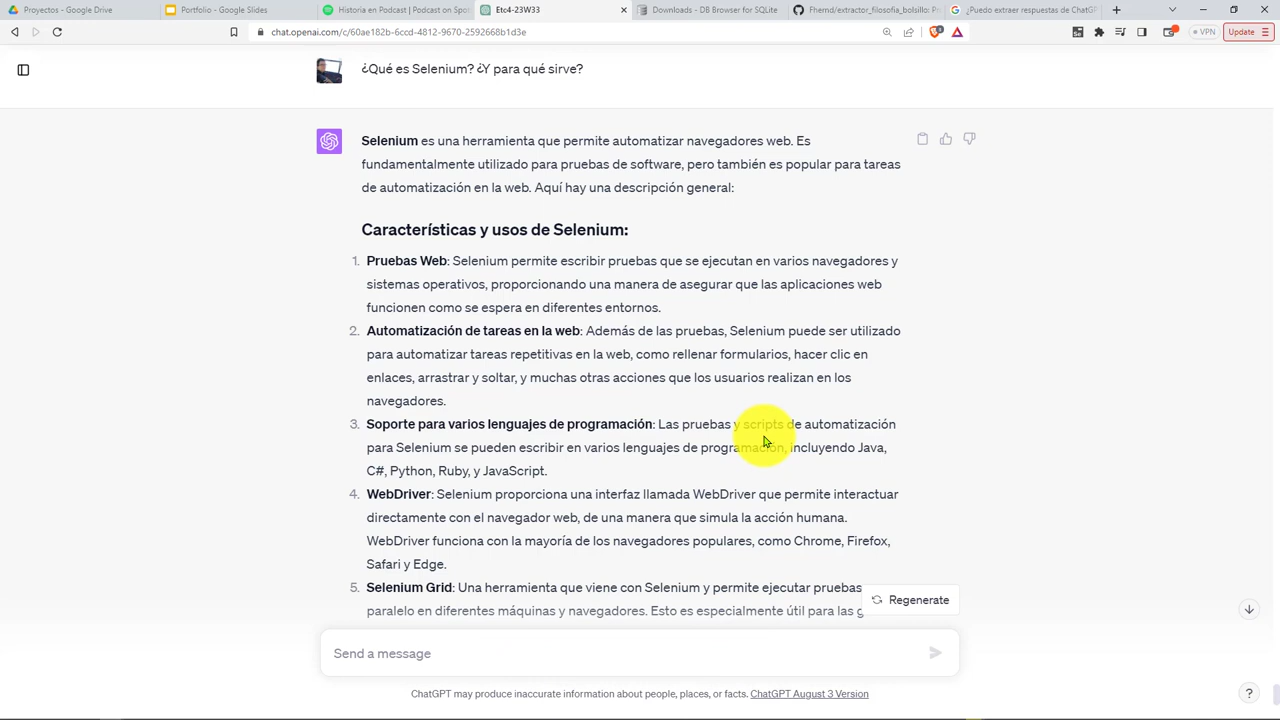 Proyectos - Google Drive
Portfolio - Google Slides
Historia en Podcast | Podcast on Spot
Etc4-23W33
Downloads - DB Browser for SQLite
Fhernd/extractor_filosofia_bolsillo: P
¿Puedo extraer respuestas de ChatG
chat.openai.com/c/60ae182b-6ccd-4812-9670-2592668b1d3e
VPN
Update
¿Qué es Selenium? ¿Y para qué sirve?
Selenium es una herramienta que permite automatizar navegadores web. Es
fundamentalmente utilizado para pruebas de software, pero también es popular para tareas
de automatización en la web. Aquí hay una descripción general:
Características y usos de Selenium:
1. Pruebas Web: Selenium permite escribir pruebas que se ejecutan en varios navegadores y
sistemas operativos, proporcionando una manera de asegurar que las aplicaciones web
funcionen como se espera en diferentes entornos.
2. Automatización de tareas en la web: Además de las pruebas, Selenium puede ser utilizado
para automatizar tareas repetitivas en la web, como rellenar formularios, hacer clic en
enlaces, arrastrar y soltar, y muchas otras acciones que los usuarios realizan en los
navegadores.
3. Soporte para varios lenguajes de programación: Las pruebas y scripts de automatización
para Selenium se pueden escribir en varios lenguajes de programación, incluyendo Java,
C#, Python, Ruby, y JavaScript.
4. WebDriver: Selenium proporciona una interfaz llamada WebDriver que permite interactuar
directamente con el navegador web, de una manera que simula la acción humana.
WebDriver funciona con la mayoría de los navegadores populares, como Chrome, Firefox,
Safari y Edge.
5. Selenium Grid: Una herramienta que viene con Selenium y permite ejecutar pruebas
paralelo en diferentes máquinas y navegadores. Esto es especialmente útil para las g
Regenerate
Send a message
ChatGPT may produce inaccurate information about people, places, or facts. ChatGPT August 3 Version
?